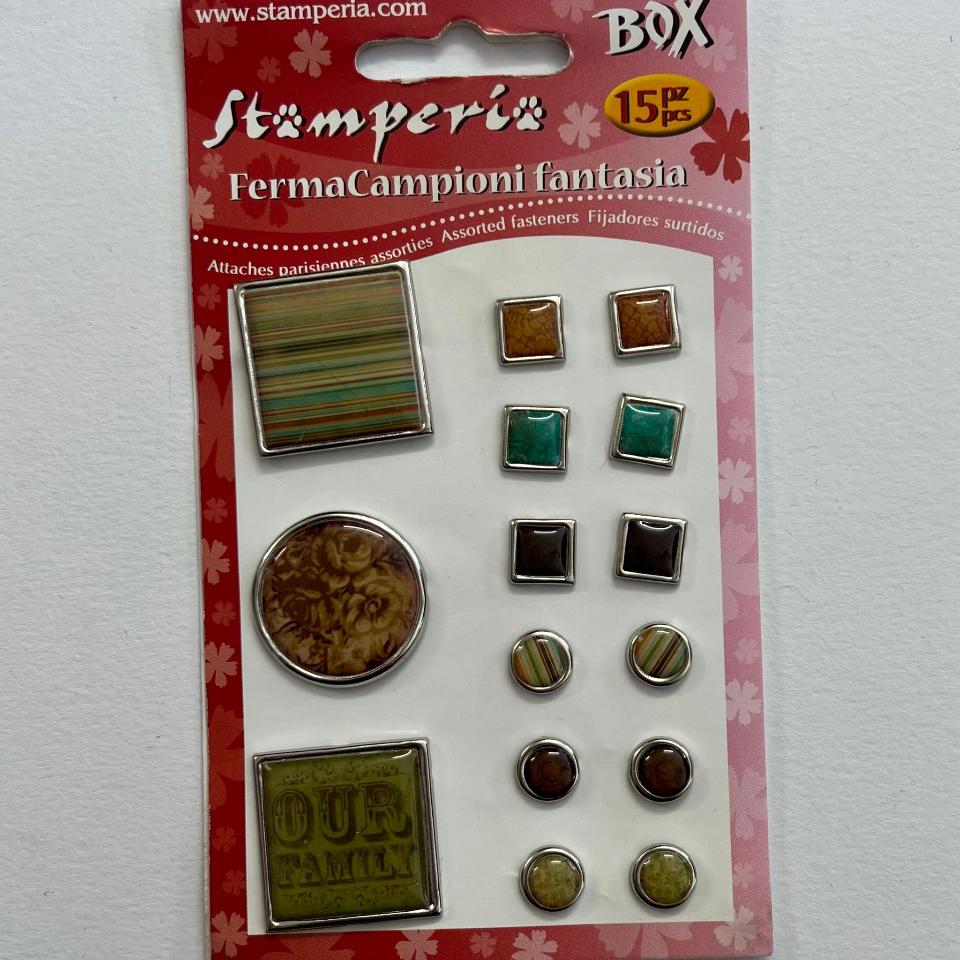 www.stamperia.com
BOX
Stamperia
15 pz
pcs
FermaCampioni fantasia
Attaches parisiennes assorties Assorted fasteners Fijadores surtidos
OUR
FAMILY